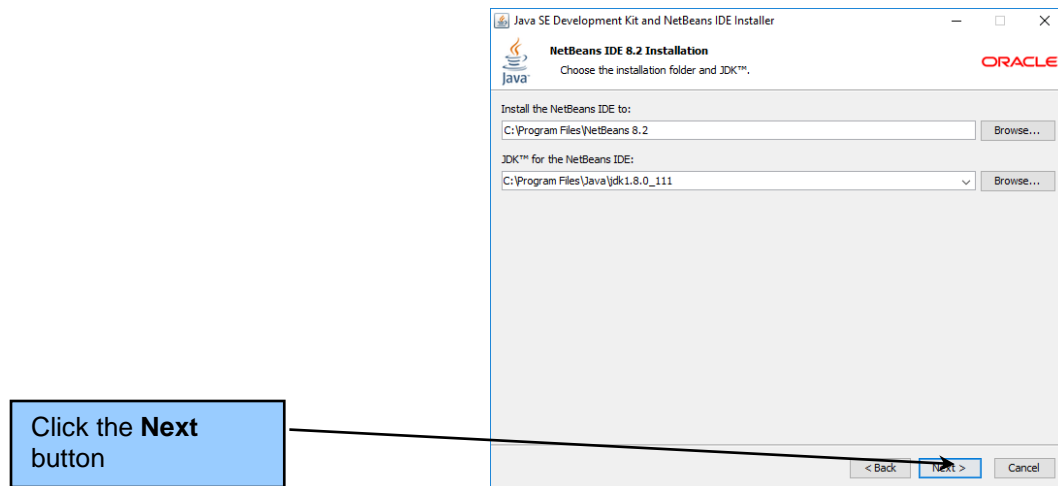 Java SE Development Kit and NetBeans IDE Installer
NetBeans IDE 8.2 Installation
Choose the installation folder and JDK™.
Java™
ORACLE
Install the NetBeans IDE to:
C:\Program Files\NetBeans 8.2
Browse...
JDK™ for the NetBeans IDE:
C:\Program Files\Java\jdk1.8.0_111
Browse...
Click the Next
button
< Back
Next >
Cancel